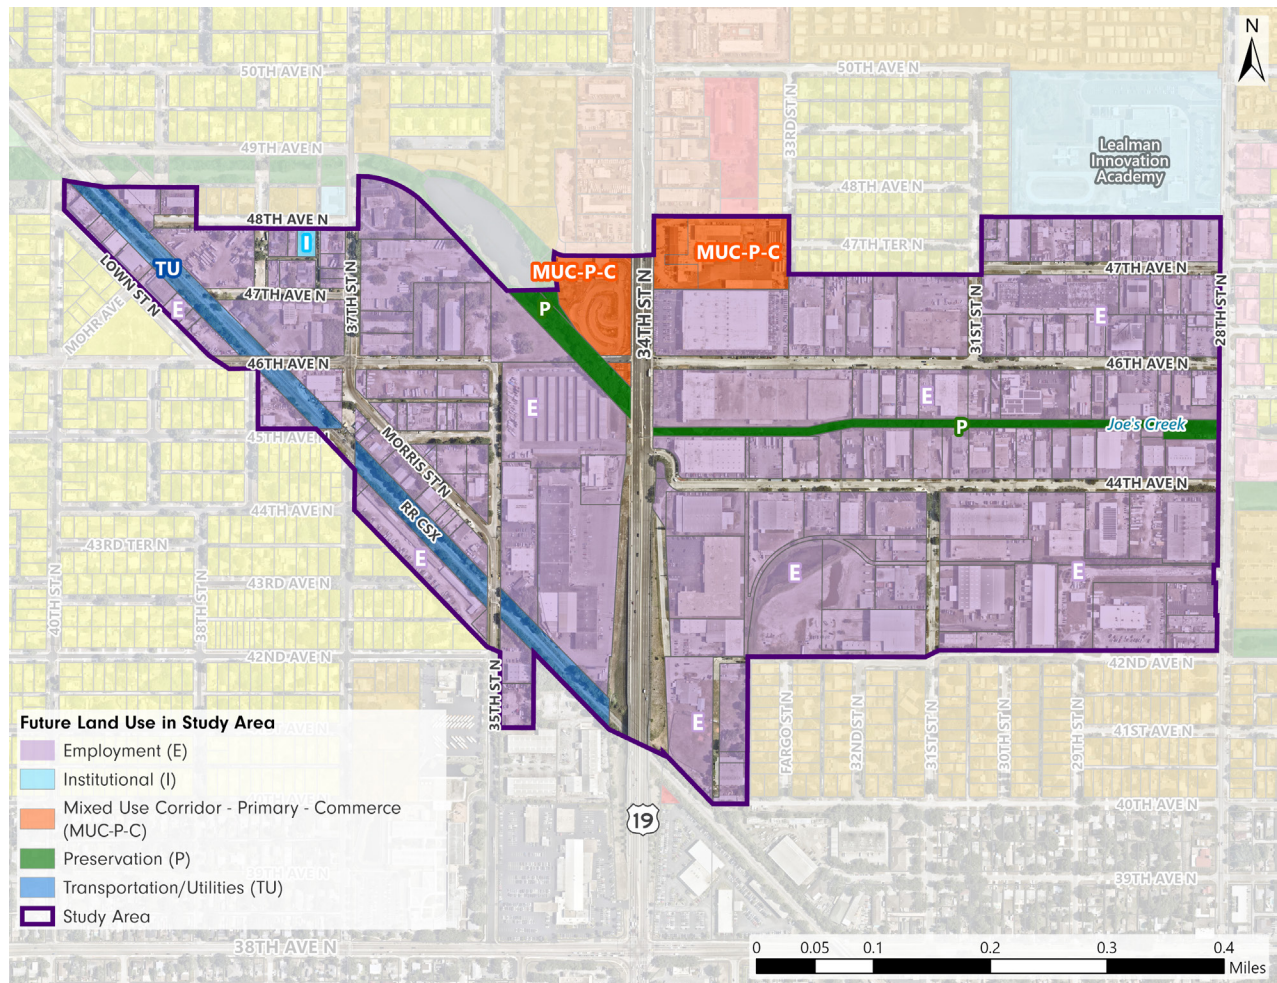 N
50TH AVE N
50TH AVE N
33RD ST N
49TH AVE N
Lealman
Innovation
Academy
48TH AVE N
48TH AVE N
I
47TH TER N
MUC-P-C
MUC-P-C
TU
LOWN ST N
E
47TH AVE N
37TH ST N
MOHR AVE
P
34TH ST N
31ST ST N
47TH AVE N
28TH ST N
E
46TH AVE N
46TH AVE N
E
E
P
Joe's Creek
45TH AVE N
MORRIS ST N
44TH AVE N
44TH AVE N
RR CSX
43RD TER N
E
E
E
40TH ST N
38TH ST N
43RD AVE N
42ND AVE N
42ND AVE N
35TH ST N
E
FARGO ST N
32ND ST N
31ST ST N
30TH ST N
29TH ST N
41ST AVE N
40TH AVE N
19
39TH AVE N
38TH AVE N
Future Land Use in Study Area
Employment (E)
Institutional (I)
Mixed Use Corridor - Primary - Commerce
(MUC-P-C)
Preservation (P)
Transportation/Utilities (TU)
Study Area
0 0.05 0.1 0.2 0.3 0.4
Miles